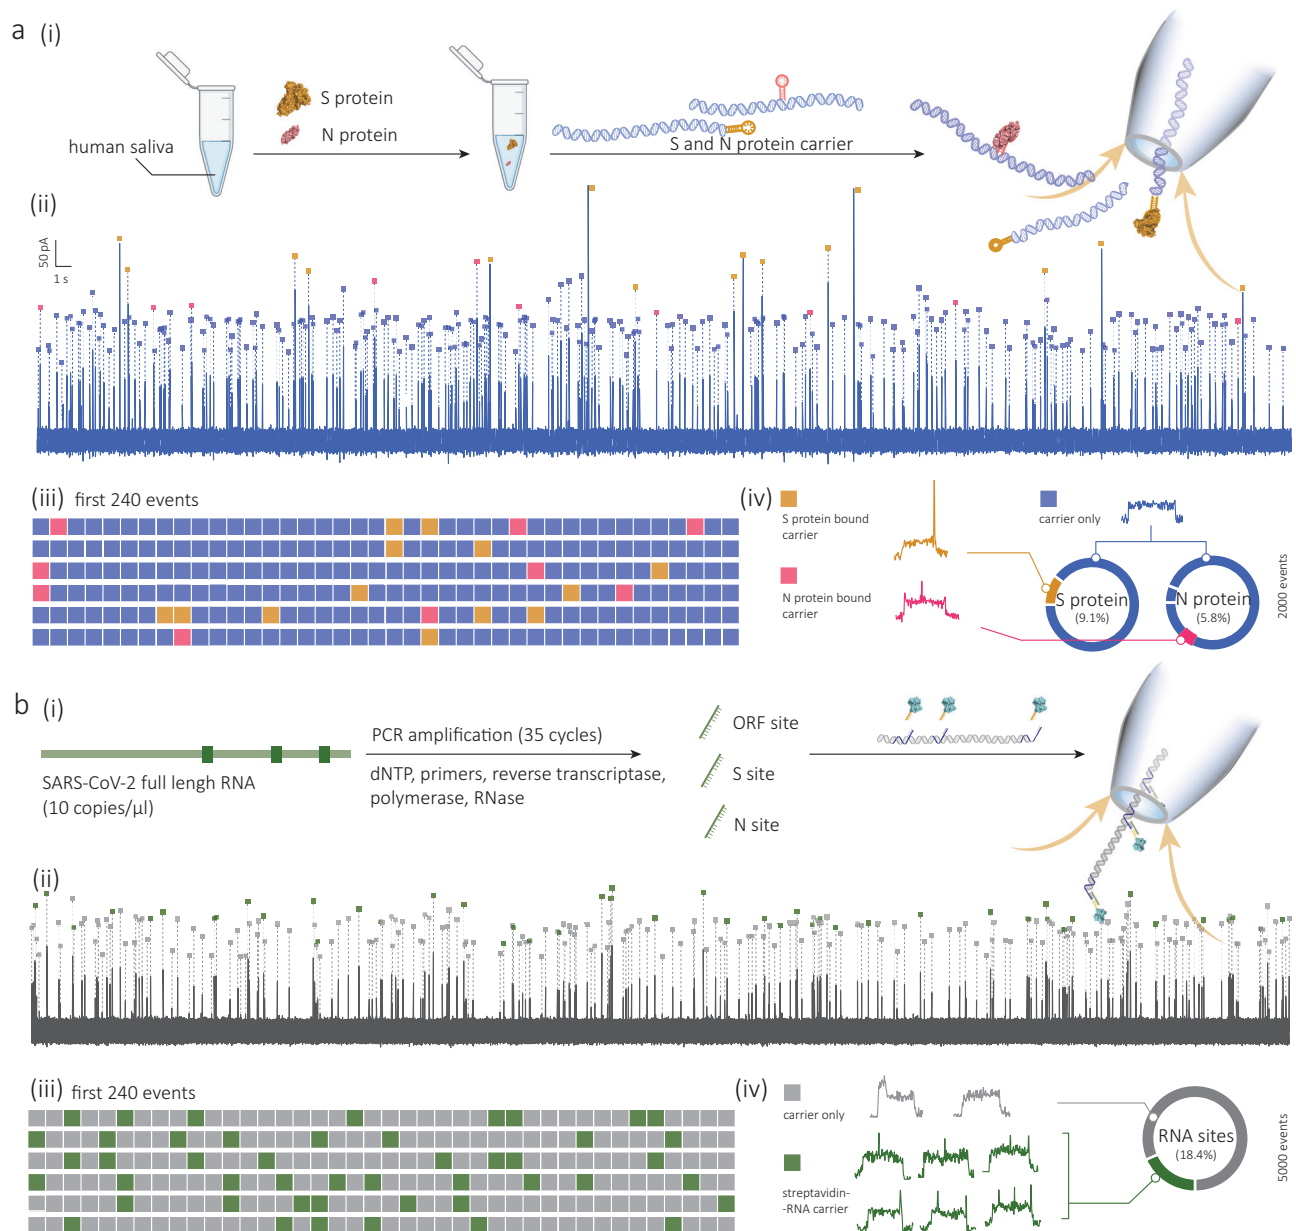 a (i)
S protein
N protein
human saliva
S and N protein carrier
(ii)
50 pA
1 s
(iii) first 240 events
(iv)
S protein bound
carrier
carrier only
N protein bound
carrier
S protein
(9.1%)
N protein
(5.8%)
2000 events
b (i)
SARS-CoV-2 full lengh RNA
(10 copies/μl)
PCR amplification (35 cycles)
dNTP, primers, reverse transcriptase,
polymerase, RNase
ORF site
S site
N site
(ii)
(iii) first 240 events
(iv)
carrier only
streptavidin-
-RNA carrier
RNA sites
(18.4%)
5000 events